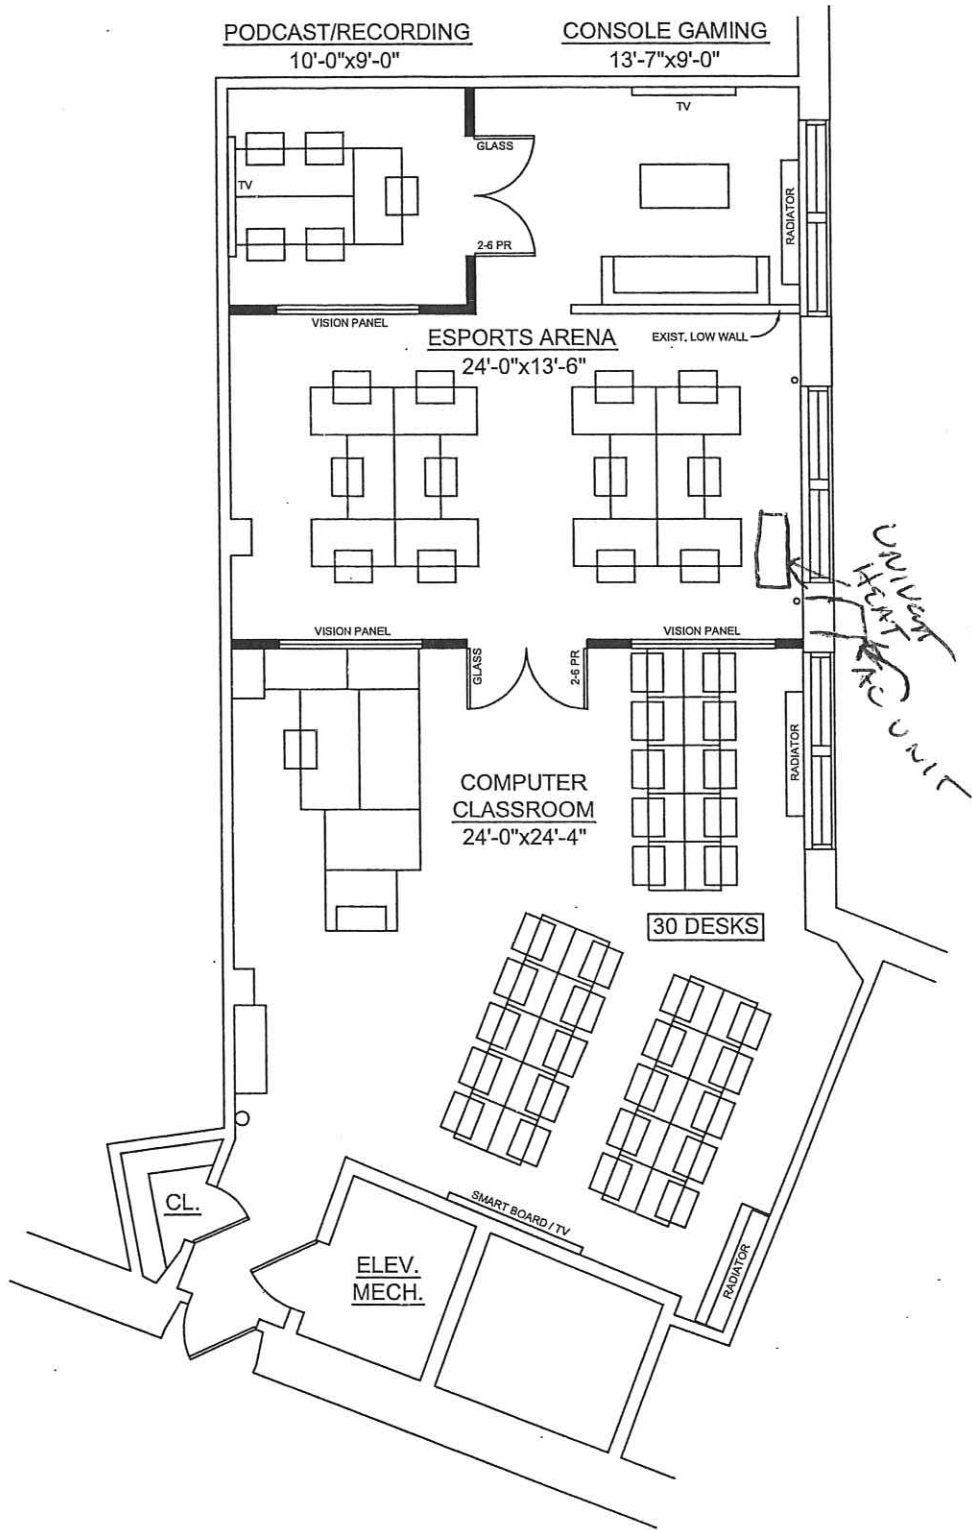 PODCAST/RECORDING
10'-0"x9'-0"
CONSOLE GAMING
13'-7"x9'-0"
TV
GLASS
TV
RADIATOR
2-6 PR
VISION PANEL
ESPORTS ARENA
24'-0"x13'-6"
EXIST. LOW WALL
HEAT
AC UNIT
VISION PANEL
VISION PANEL
GLASS
2-6 PR
RADIATOR
COMPUTER
CLASSROOM
24'-0"x24'-4"
30 DESKS
CL.
SMART BOARD / TV
ELEV.
MECH.
RADIATOR